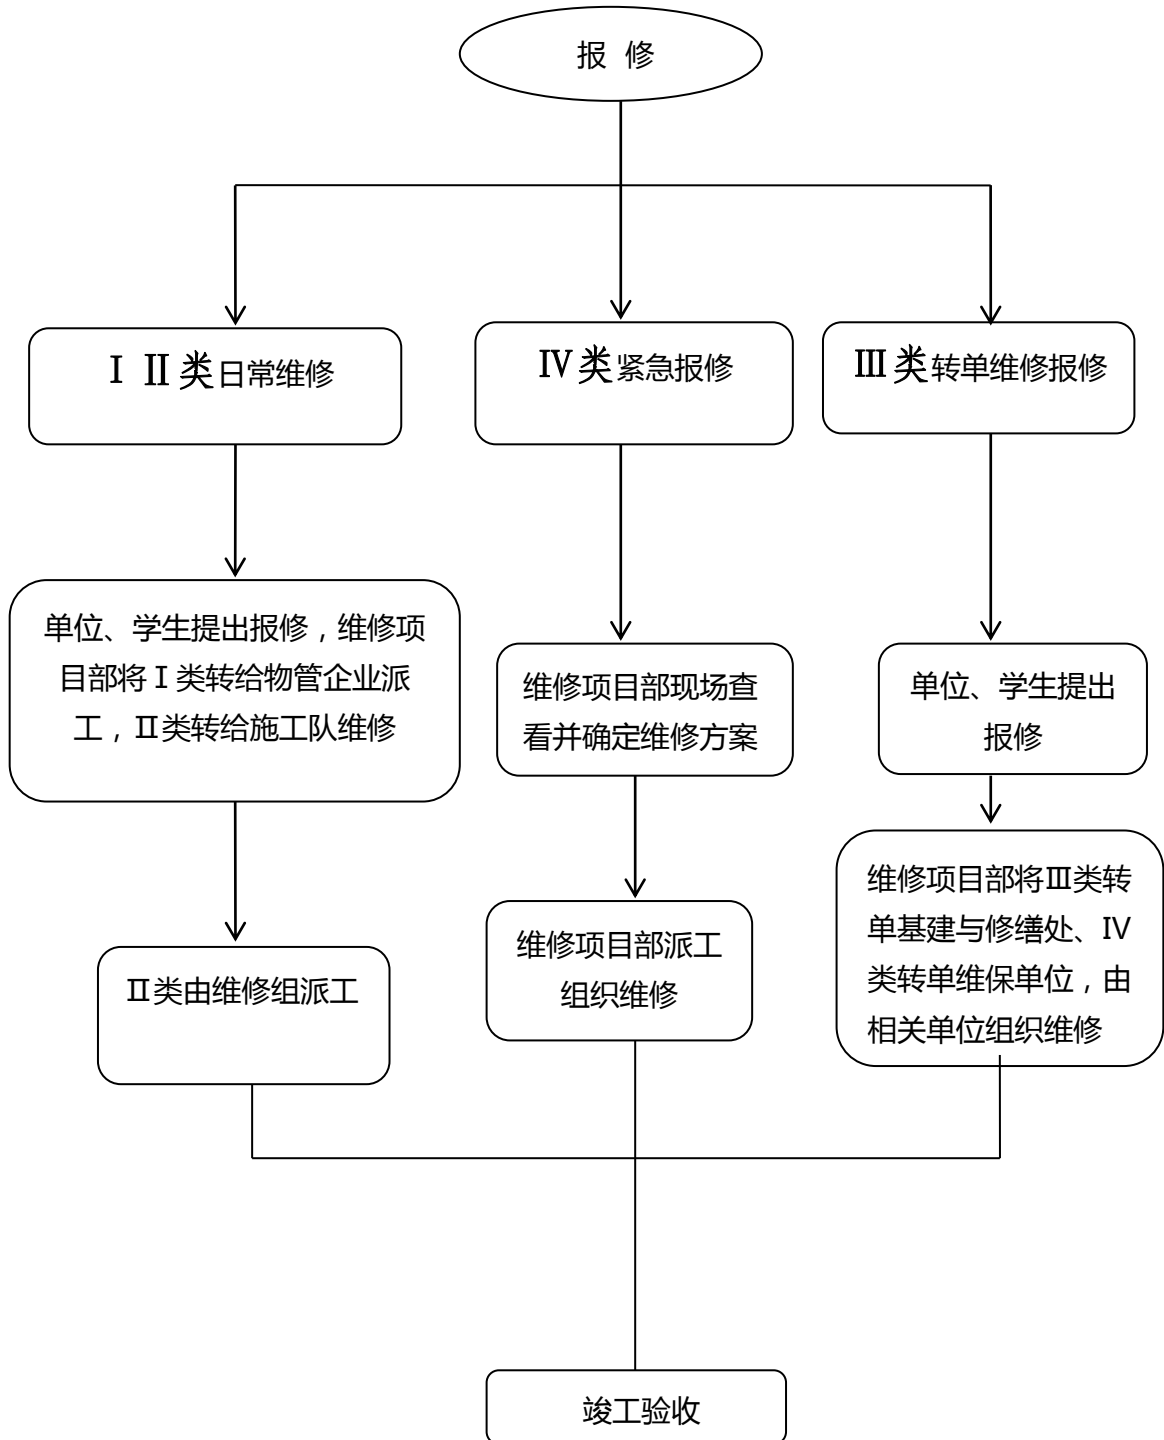 报 修
Ⅰ Ⅱ类日常维修
Ⅳ类紧急报修
Ⅲ类转单维修报修
单位、学生提出报修，维修项
目部将Ⅰ类转给物管企业派
工，Ⅱ类转给施工队维修
维修项目部现场查
看并确定维修方案
单位、学生提出
报修
Ⅱ类由维修组派工
维修项目部派工
组织维修
维修项目部将Ⅲ类转
单基建与修缮处、Ⅳ
类转单维保单位，由
相关单位组织维修
竣工验收